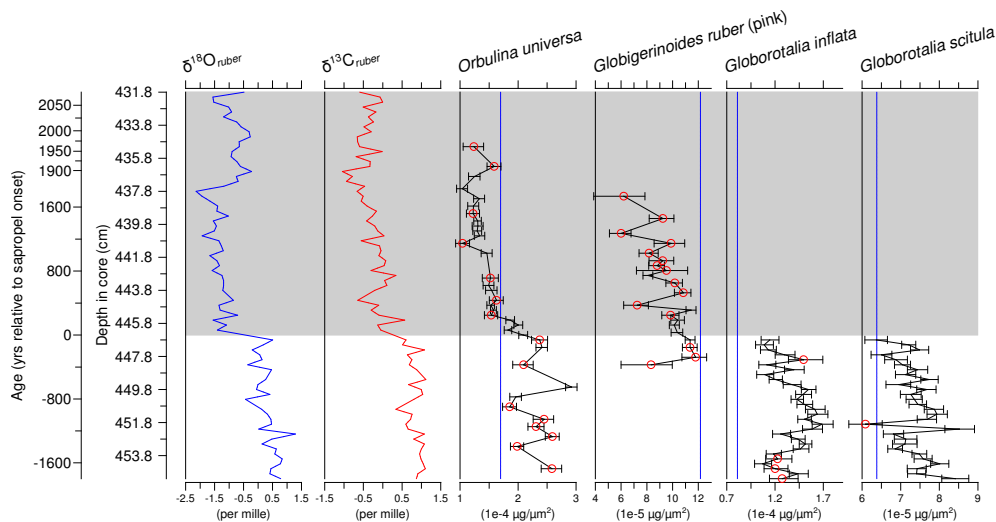 δ18Oruber
δ13Cruber
Orbulina universa
Globigerinoides ruber (pink)
Globorotalia inflata
Globorotalia scitula
Age (yrs relative to sapropel onset)
2050
2000
1950
1900
1600
800
0
-800
-1600
Depth in core (cm)
431.8
433.8
435.8
437.8
439.8
441.8
443.8
445.8
447.8
449.8
451.8
453.8
-2.5 -1.5 -0.5 0.5 1.5
-1.5 -0.5 0.5 1.5
1 2 3
4 6 8 10 12
0.7 1.2 1.7
6 7 8 9
(per mille)
(per mille)
(1e-4 µg/µm²)
(1e-5 µg/µm²)
(1e-4 µg/µm²)
(1e-5 µg/µm²)